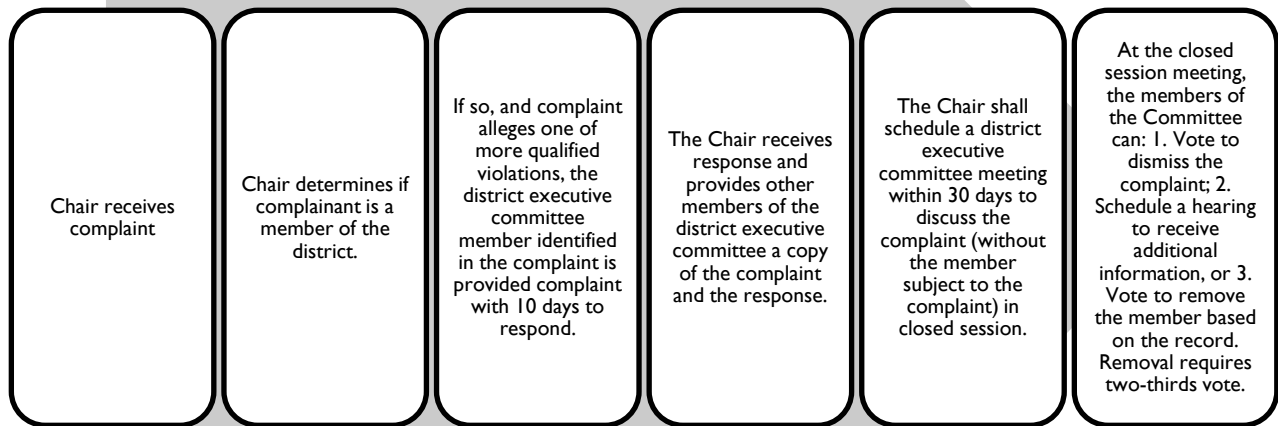 Chair receives
complaint
Chair determines if
complainant is a
member of the
district.
If so, and complaint
alleges one of
more qualified
violations, the
district executive
committee
member identified
in the complaint is
provided complaint
with 10 days to
respond.
The Chair receives
response and
provides other
members of the
district executive
committee a copy
of the complaint
and the response.
The Chair shall
schedule a district
executive
committee meeting
within 30 days to
discuss the
complaint (without
the member
subject to the
complaint) in
closed session.
At the closed
session meeting,
the members of
the Committee
can: 1. Vote to
dismiss the
complaint; 2.
Schedule a hearing
to receive
additional
information, or 3.
Vote to remove
the member based
on the record.
Removal requires
two-thirds vote.